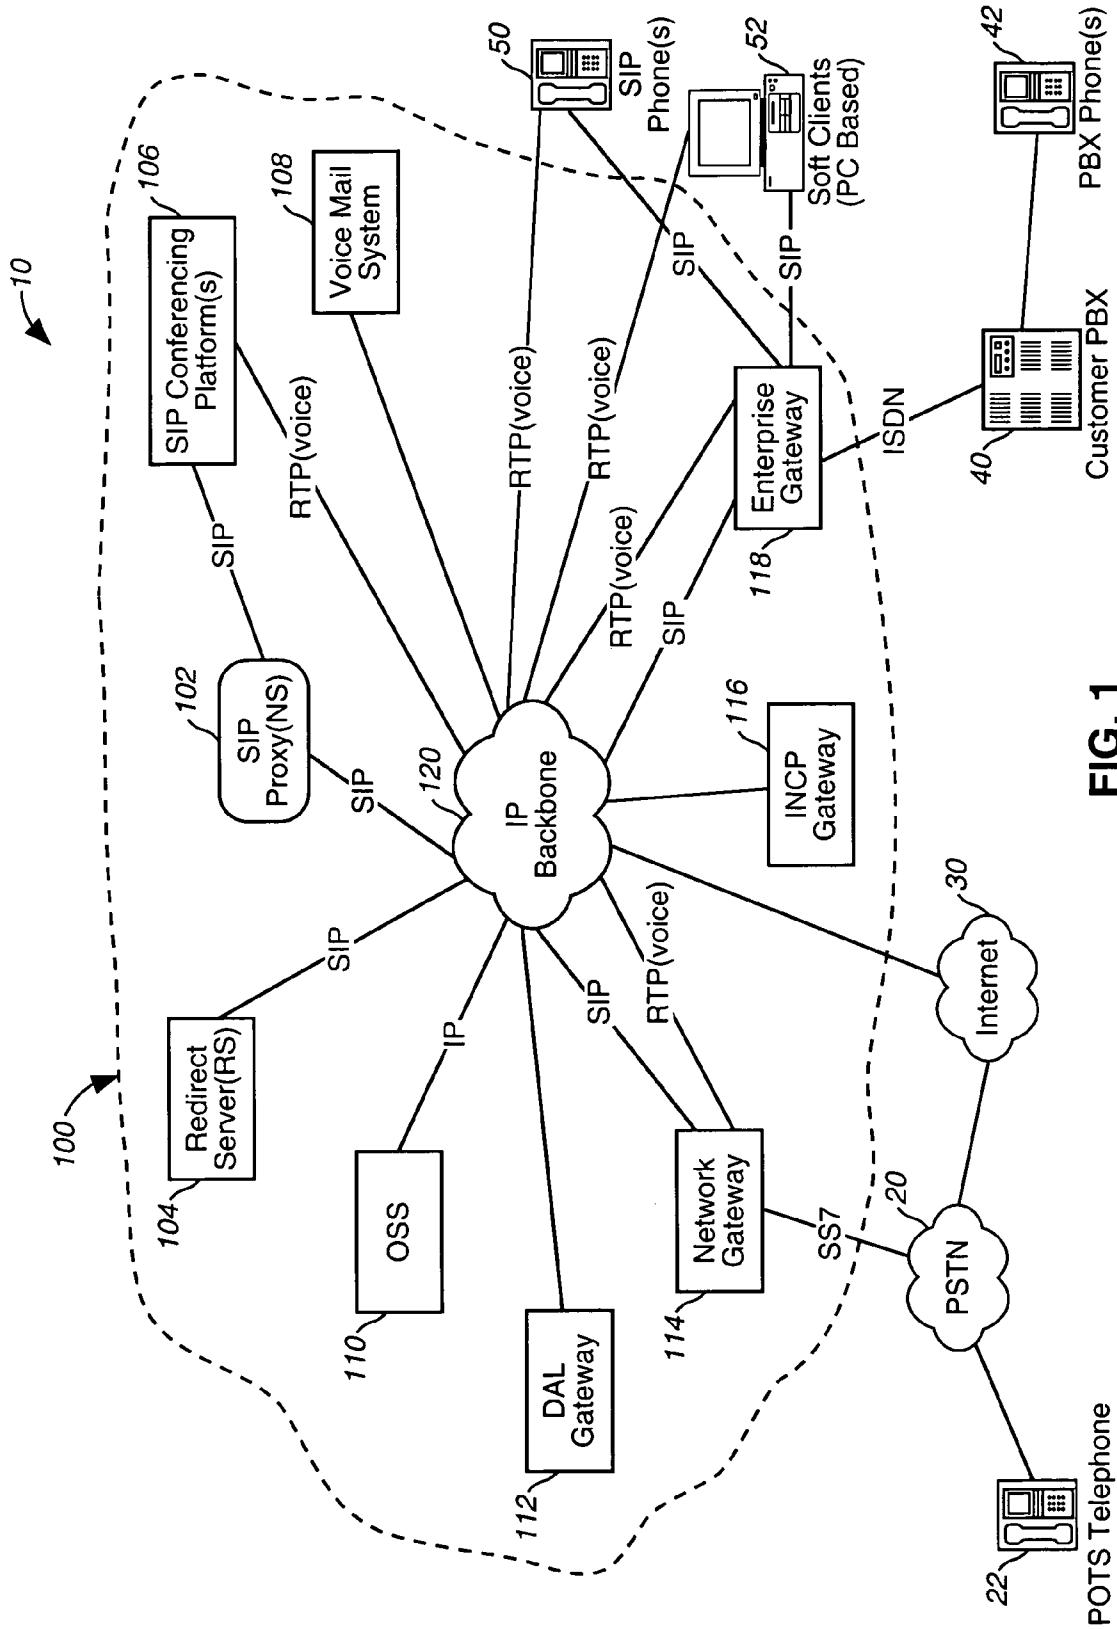 10
100
106
SIP Conferencing
Platform(s)
108
Voice Mail
System
102
SIP
Proxy(NS)
104
Redirect
Server(RS)
SIP
RTP(voice)
SIP
SIP
110
OSS
IP
120
IP
Backbone
112
DAL
Gateway
114
Network
Gateway
SIP
RTP(voice)
SS7
116
INCP
Gateway
118
Enterprise
Gateway
SIP
RTP(voice)
RTP(voice)
RTP(voice)
SIP
SIP
ISDN
50
SIP
Phone(s)
52
Soft Clients
(PC Based)
42
PBX Phone(s)
40
Customer PBX
30
Internet
20
PSTN
22
POTS Telephone
FIG. 1